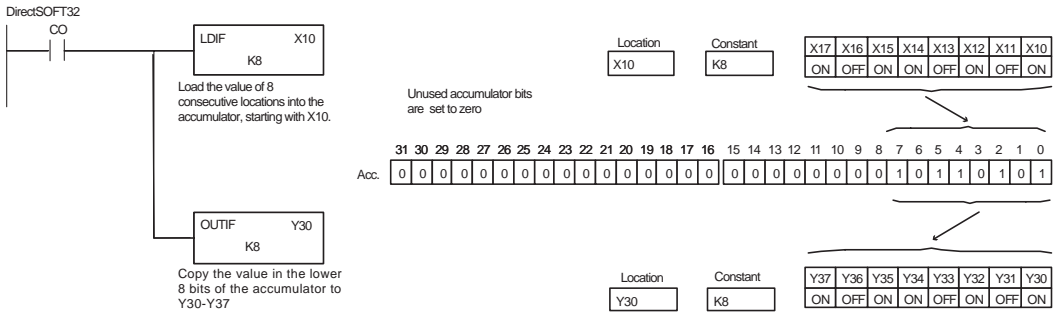 DirectSOFT32
CO
LDIF X10
K8
Load the value of 8
consecutive locations into the
accumulator, starting with X10.
Location Constant
X10 K8
X17 X16 X15 X14 X13 X12 X11 X10
ON OFF ON ON OFF ON OFF ON
Unused accumulator bits
are set to zero
31 30 29 28 27 26 25 24 23 22 21 20 19 18 17 16 15 14 13 12 11 10 9 8 7 6 5 4 3 2 1 0
Acc. 0 0 0 0 0 0 0 0 0 0 0 0 0 0 0 0 0 0 0 0 0 0 0 0 1 0 1 1 0 1 0 1
OUTIF Y30
K8
Copy the value in the lower
8 bits of the accumulator to
Y30-Y37
Location Constant
Y30 K8
Y37 Y36 Y35 Y34 Y33 Y32 Y31 Y30
ON OFF ON ON OFF ON OFF ON